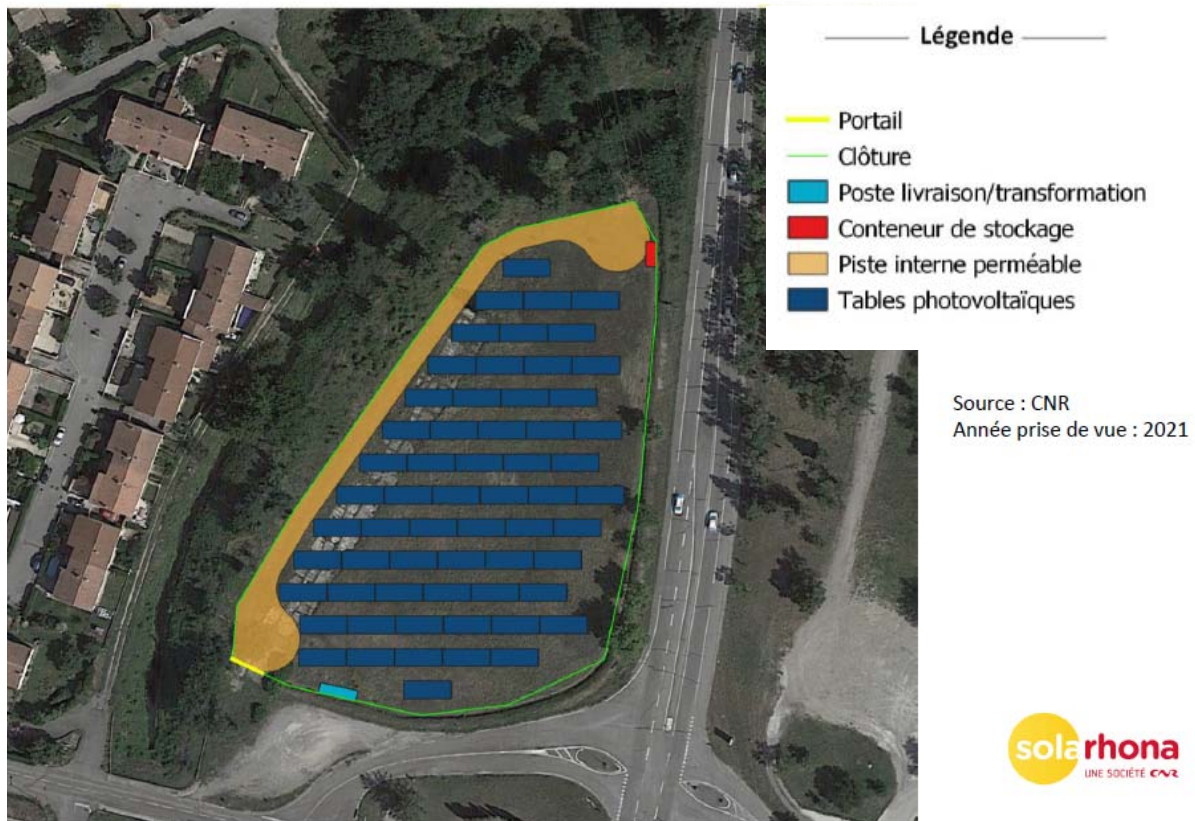 Légende
Portail
Clôture
Poste livraison/transformation
Conteneur de stockage
Piste interne perméable
Tables photovoltaïques
Source : CNR
Année prise de vue : 2021
solarhona
UNE SOCIÉTÉ CNR